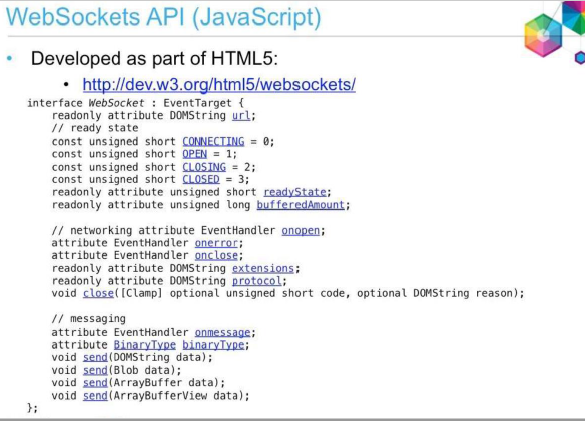 WebSockets API (JavaScript)
• Developed as part of HTML5:
• http://dev.w3.org/html5/websockets/
interface WebSocket : EventTarget {
readonly attribute DOMString url;
// ready state
const unsigned short CONNECTING = 0;
const unsigned short OPEN = 1;
const unsigned short CLOSING = 2;
const unsigned short CLOSED = 3;
readonly attribute unsigned short readyState;
readonly attribute unsigned long bufferedAmount;
// networking attribute EventHandler onopen;
attribute EventHandler onerror;
attribute EventHandler onclose;
readonly attribute DOMString extensions;
readonly attribute DOMString protocol;
void close([Clamp] optional unsigned short code, optional DOMString reason);
// messaging
attribute EventHandler onmessage;
attribute BinaryType binaryType;
void send(DOMString data);
void send(Blob data);
void send(ArrayBuffer data);
void send(ArrayBufferView data);
};